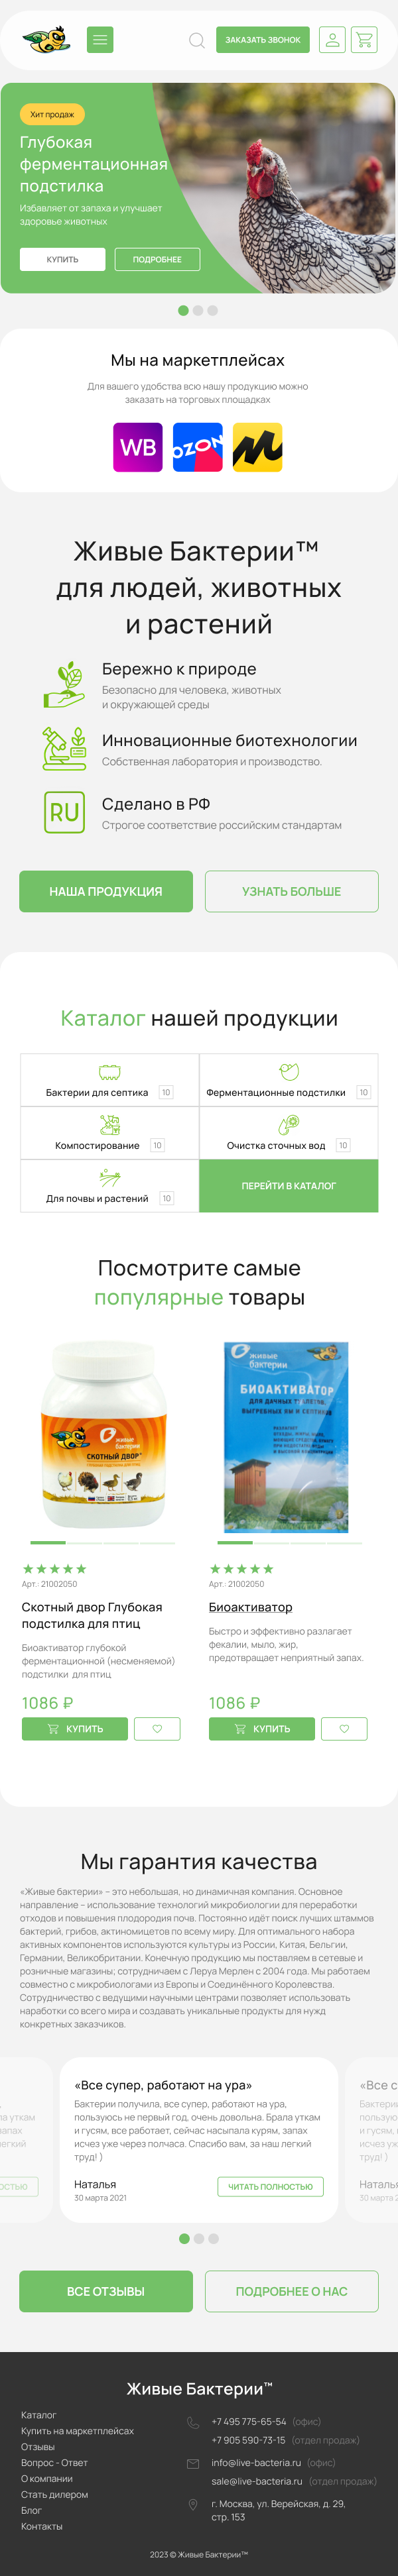 ЗАКАЗАТЬ ЗВОНОК
Хит продаж
Глубокая
ферментационная
подстилка
Избавляет от запаха и улучшает
здоровье животных
КУПИТЬ
ПОДРОБНЕЕ
Мы на маркетплейсах
Для вашего удобства всю нашу продукцию можно
заказать на торговых площадках
WB
OZON
Живые Бактерии™
для людей, животных
и растений
Бережно к природе
Безопасно для человека, животных
и окружающей среды
Инновационные биотехнологии
Собственная лаборатория и производство.
RU
Сделано в РФ
Строгое соответствие российским стандартам
НАША ПРОДУКЦИЯ
УЗНАТЬ БОЛЬШЕ
Каталог нашей продукции
Бактерии для септика 10
Ферментационные подстилки 10
Компостирование 10
Очистка сточных вод 10
Для почвы и растений 10
ПЕРЕЙТИ В КАТАЛОГ
Посмотрите самые
популярные товары
живые
бактерии
СКОТНЫЙ ДВОР
живые
бактерии
БИОАКТИВАТОР
ДЛЯ ДАЧНЫХ ТУАЛЕТОВ,
ВЫГРЕБНЫХ ЯМ И СЕПТИКОВ
Арт.: 21002050
Скотный двор Глубокая
подстилка для птиц
Биоактиватор глубокой
ферментационной (несменяемой)
подстилки для птиц
1086 ₽
КУПИТЬ
Арт.: 21002050
Биоактиватор
Быстро и эффективно разлагает
фекалии, мыло, жир,
предотвращает неприятный запах.
1086 ₽
КУПИТЬ
Мы гарантия качества
«Живые бактерии» – это небольшая, но динамичная компания. Основное
направление – использование технологий микробиологии для переработки
отходов и повышения плодородия почв. Постоянно идёт поиск лучших штаммов
бактерий, грибов, актиномицетов по всему миру. Для оптимального набора
активных компонентов используются культуры из России, Китая, Бельгии,
Германии, Великобритании. Конечную продукцию мы поставляем в сетевые и
розничные магазины; сотрудничаем с Леруа Мерлен с 2004 года. Мы работаем
совместно с микробиологами из Европы и Соединённого Королевства.
Сотрудничество с ведущими научными центрами позволяет использовать
наработки со всего мира и создавать уникальные продукты для нужд
конкретных заказчиков.
«Все супер, работают на ура»
Бактерии получила, все супер, работают на ура,
пользуюсь не первый год, очень довольна. Брала уткам
и гусям, все работает, сейчас насыпала курям, запах
исчез уже через полчаса. Спасибо вам, за наш легкий
труд! )
Наталья
30 марта 2021
ЧИТАТЬ ПОЛНОСТЬЮ
ВСЕ ОТЗЫВЫ
ПОДРОБНЕЕ О НАС
Живые Бактерии™
Каталог
Купить на маркетплейсах
Отзывы
Вопрос - Ответ
О компании
Стать дилером
Блог
Контакты
+7 495 775-65-54 (офис)
+7 905 590-73-15 (отдел продаж)
info@live-bacteria.ru (офис)
sale@live-bacteria.ru (отдел продаж)
г. Москва, ул. Верейская, д. 29,
стр. 153
2023 © Живые Бактерии™